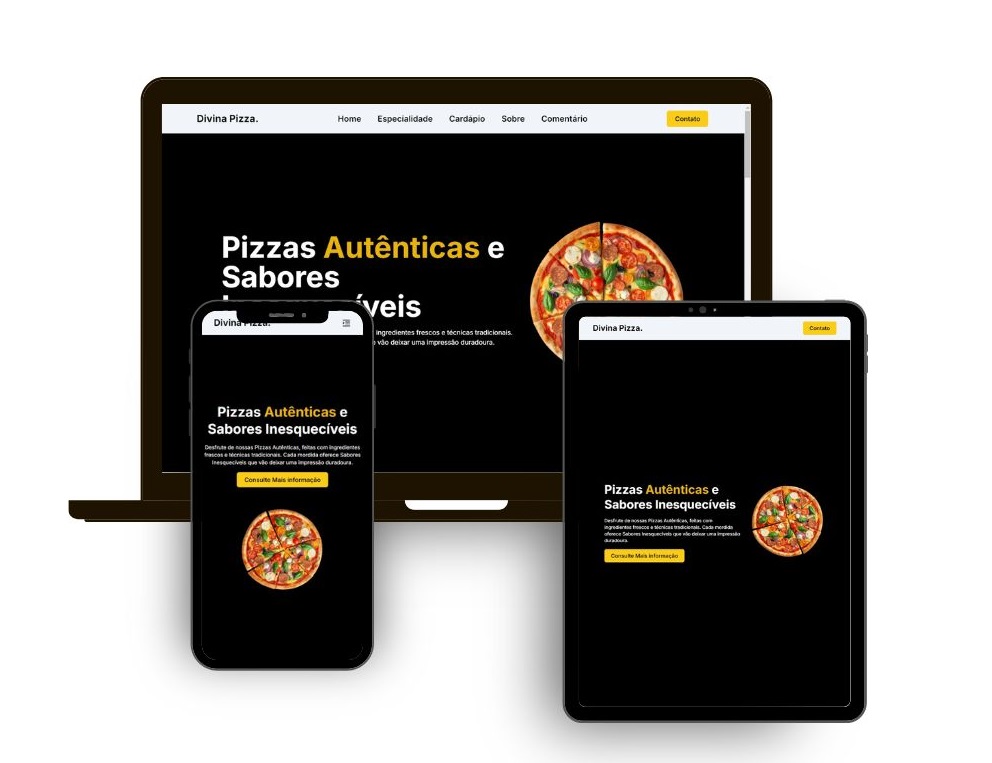 Divina Pizza.
Home Especialidade Cardápio Sobre Comentário
Contato
Pizzas Autênticas e
Sabores
íveis
ingredientes frescos e técnicas tradicionais.
vão deixar uma impressão duradoura.
Divina Pizza.
Pizzas Autênticas e
Sabores Inesquecíveis
Desfrute de nossas Pizzas Autênticas, feitas com ingredientes
frescos e técnicas tradicionais. Cada mordida oferece Sabores
Inesquecíveis que vão deixar uma impressão duradoura.
Consulte Mais informação
Divina Pizza.
Contato
Pizzas Autênticas e
Sabores Inesquecíveis
Desfrute de nossas Pizzas Autênticas, feitas com
ingredientes frescos e técnicas tradicionais. Cada mordida
oferece Sabores Inesquecíveis que vão deixar uma impressão
duradoura.
Consulte Mais informação